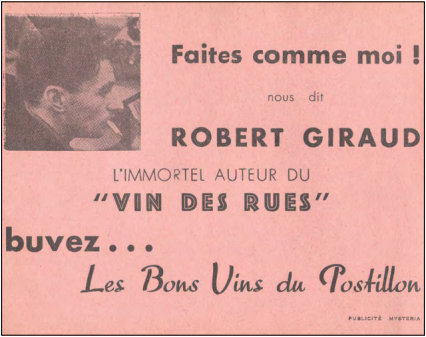 Faites comme moi !
nous dit
ROBERT GIRAUD
L'IMMORTEL AUTEUR DU
"VIN DES RUES"
buvez...
Les Bons Vins du Postillon
PUBLICITÉ MYSTERIA